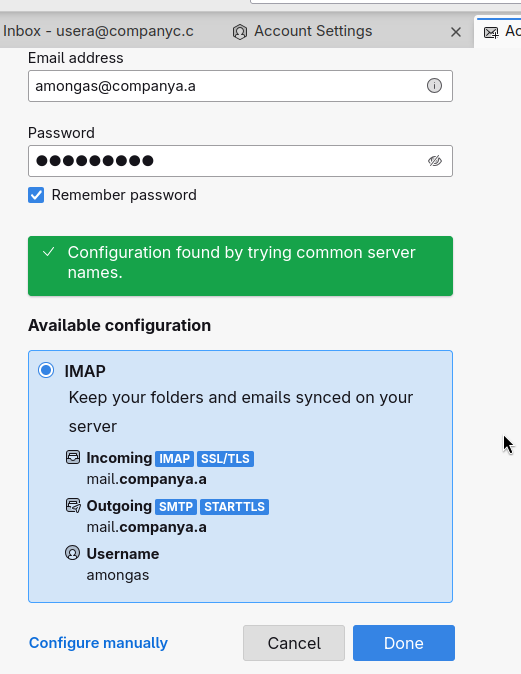 Inbox - usera@companyc.c
Account Settings
Email address
amongas@companya.a
Password
Remember password
Configuration found by trying common server
names.
Available configuration
IMAP
Keep your folders and emails synced on your
server
Incoming IMAP SSL/TLS
mail.companya.a
Outgoing SMTP STARTTLS
mail.companya.a
Username
amongas
Configure manually
Cancel
Done